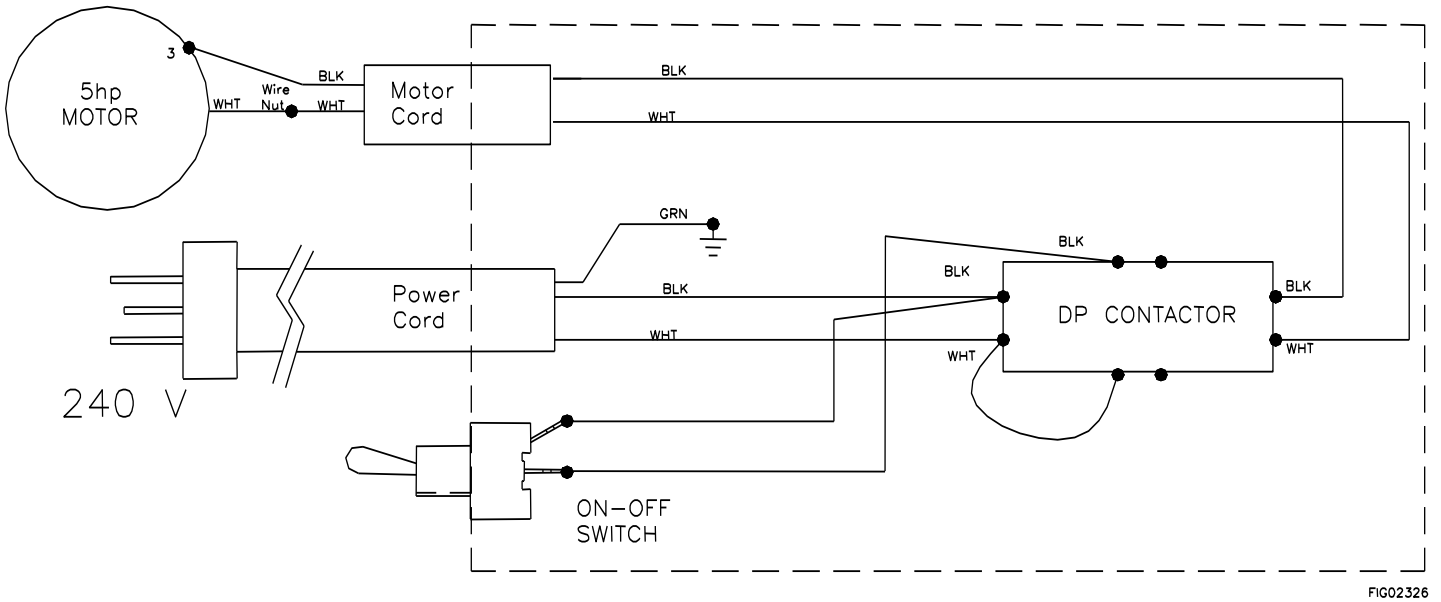 3
5hp
MOTOR
WHT
Wire
Nut
BLK
WHT
Motor
Cord
BLK
WHT
GRN
BLK
BLK
Power
Cord
BLK
WHT
WHT
DP CONTACTOR
BLK
WHT
240 V
ON-OFF
SWITCH
FIG02326